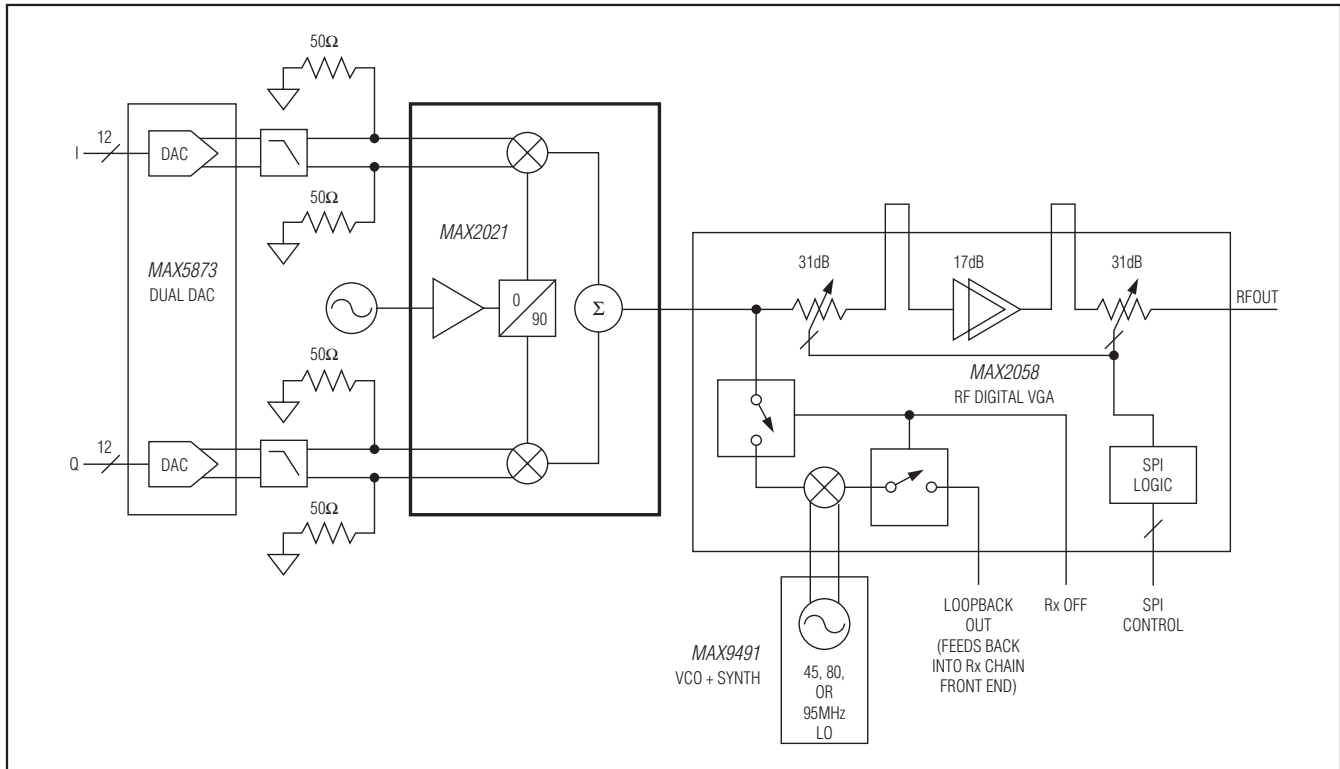 50Ω
12
I
DAC
50Ω
MAX5873
DUAL DAC
MAX2021
0
90
Σ
50Ω
12
Q
DAC
50Ω
31dB
17dB
31dB
RFOUT
MAX2058
RF DIGITAL VGA
SPI
LOGIC
MAX9491
VCO + SYNTH
45, 80,
OR
95MHz
LO
LOOPBACK
OUT
(FEEDS BACK
INTO Rx CHAIN
FRONT END)
Rx OFF
SPI
CONTROL